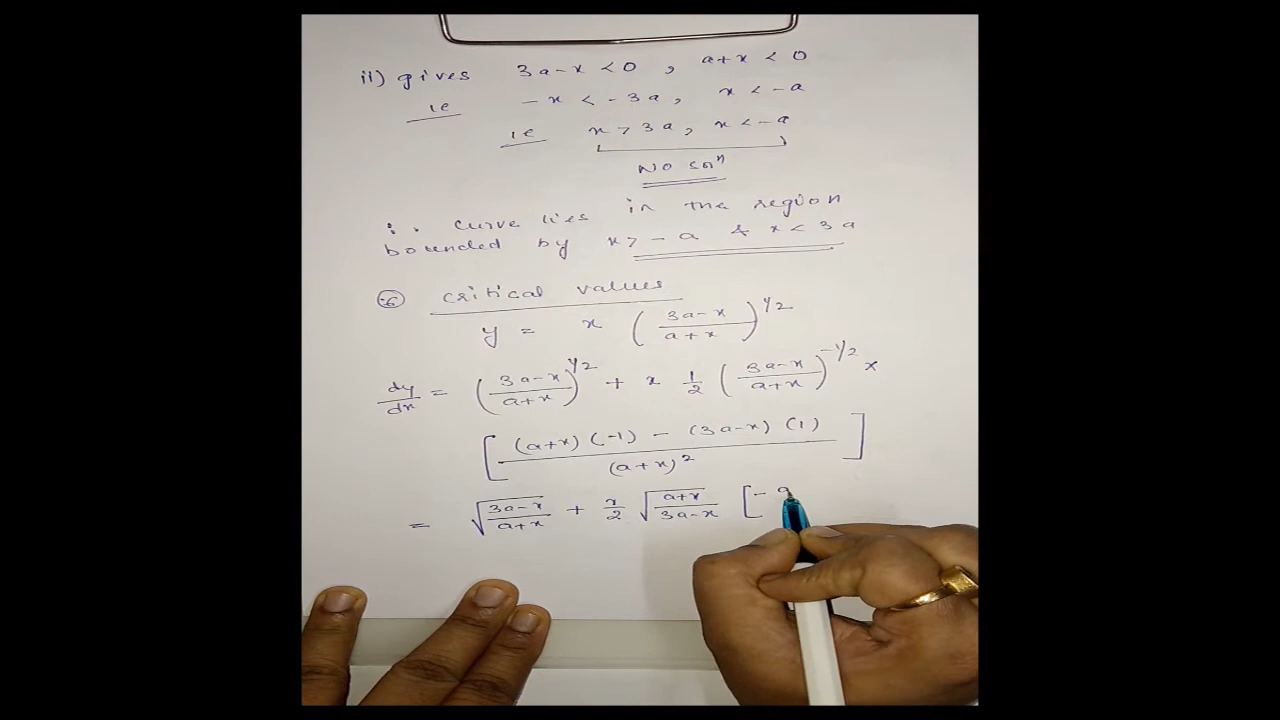 ii) gives 3a-x <0 , a+x < 0
ie -x < -3a, x < -a
ie x > 3a, x < -a
No solⁿ
∴ curve lies in the region
bounded by x > -a & x < 3a
6 critical values
y = x ((3a-x)/(a+x))^1/2
dy/dx = ((3a-x)/(a+x))^1/2 + x 1/2 ((3a-x)/(a+x))^-1/2 ×
[ ((a+x)(-1) - (3a-x)(1))/(a+x)² ]
= √((3a-x)/(a+x)) + x/2 √((a+x)/(3a-x)) [ - a